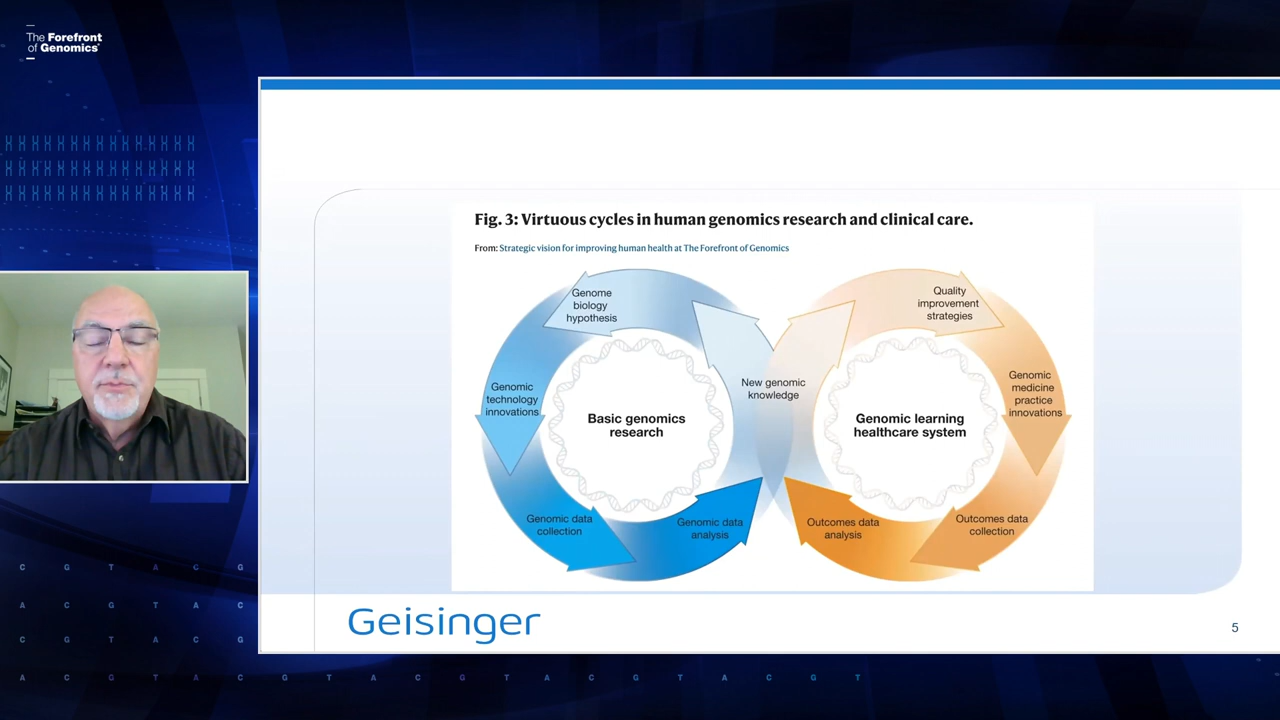 The Forefront
of Genomics®
Fig. 3: Virtuous cycles in human genomics research and clinical care.
From: Strategic vision for improving human health at The Forefront of Genomics
Genome
biology
hypothesis
Genomic
technology
innovations
Genomic data
collection
Genomic data
analysis
Basic genomics
research
New genomic
knowledge
Quality
improvement
strategies
Genomic
medicine
practice
innovations
Outcomes data
collection
Outcomes data
analysis
Genomic learning
healthcare system
Geisinger
5
C G T A C G
A C G T A C
C G T A C G
A C G T A C G T A C G T A C G T A C G T